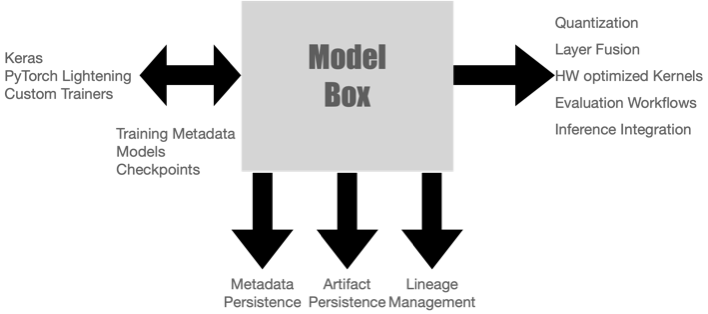 Model
Box
Keras
PyTorch Lightening
Custom Trainers
Training Metadata
Models
Checkpoints
Quantization
Layer Fusion
HW optimized Kernels
Evaluation Workflows
Inference Integration
Metadata
Persistence
Artifact
Persistence
Lineage
Management